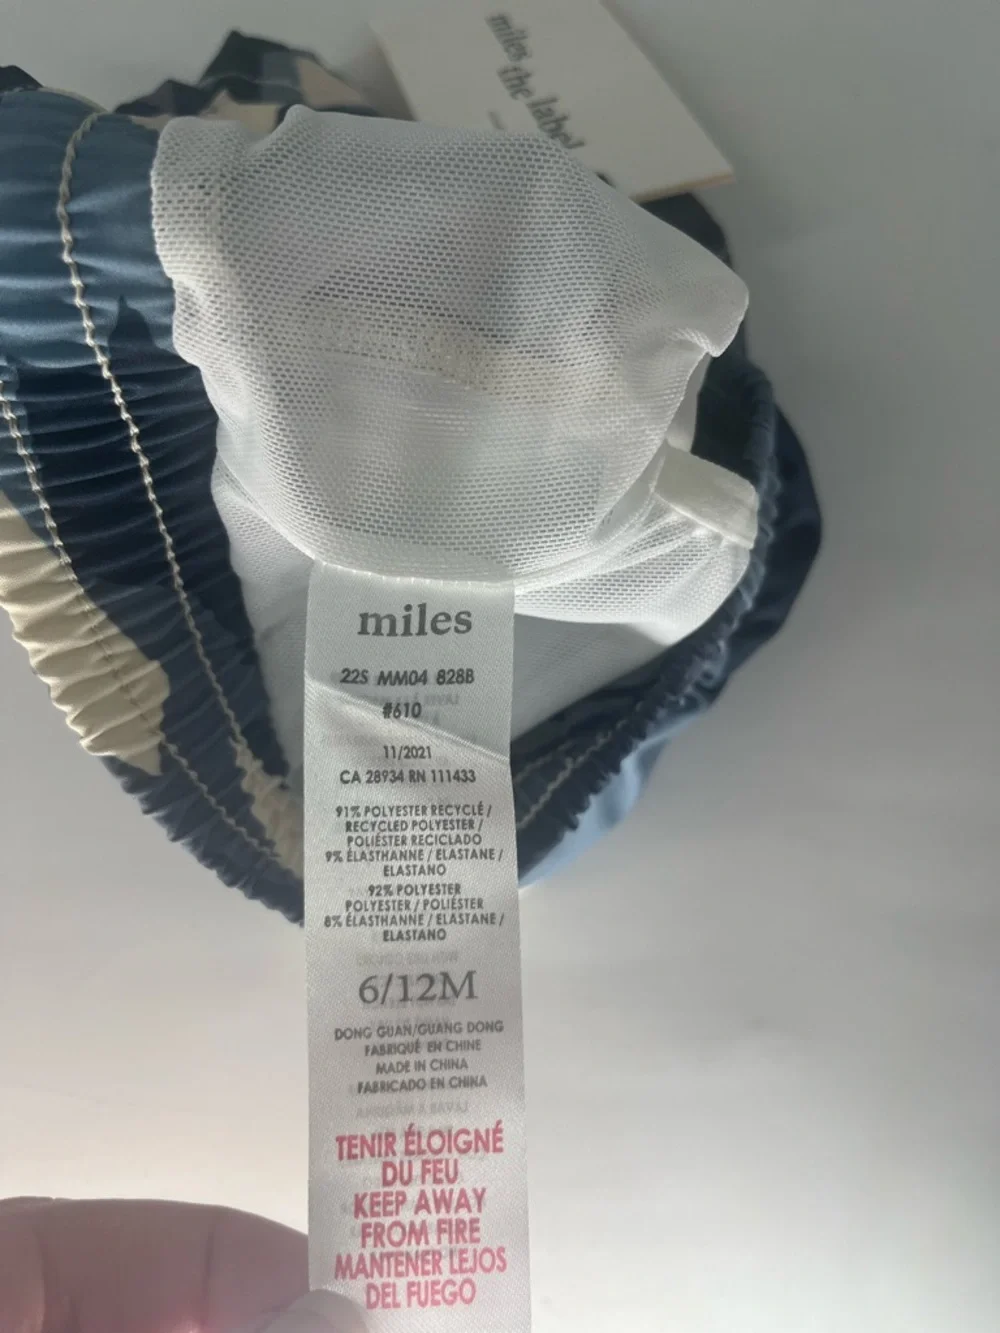 miles
the label
miles
22S MM04 828B
#610
11/2021
CA 28934 RN 111433
91% POLYESTER RECYCLÉ /
RECYCLED POLYESTER /
POLIÉSTER RECICLADO
9% ÉLASTHANNE / ELASTANE /
ELASTANO
92% POLYESTER
POLYESTER / POLIÉSTER
8% ÉLASTHANNE / ELASTANE /
ELASTANO
6/12M
DONG GUAN/GUANG DONG
FABRIQUÉ EN CHINE
MADE IN CHINA
FABRICADO EN CHINA
TENIR ÉLOIGNÉ
DU FEU
KEEP AWAY
FROM FIRE
MANTENER LEJOS
DEL FUEGO